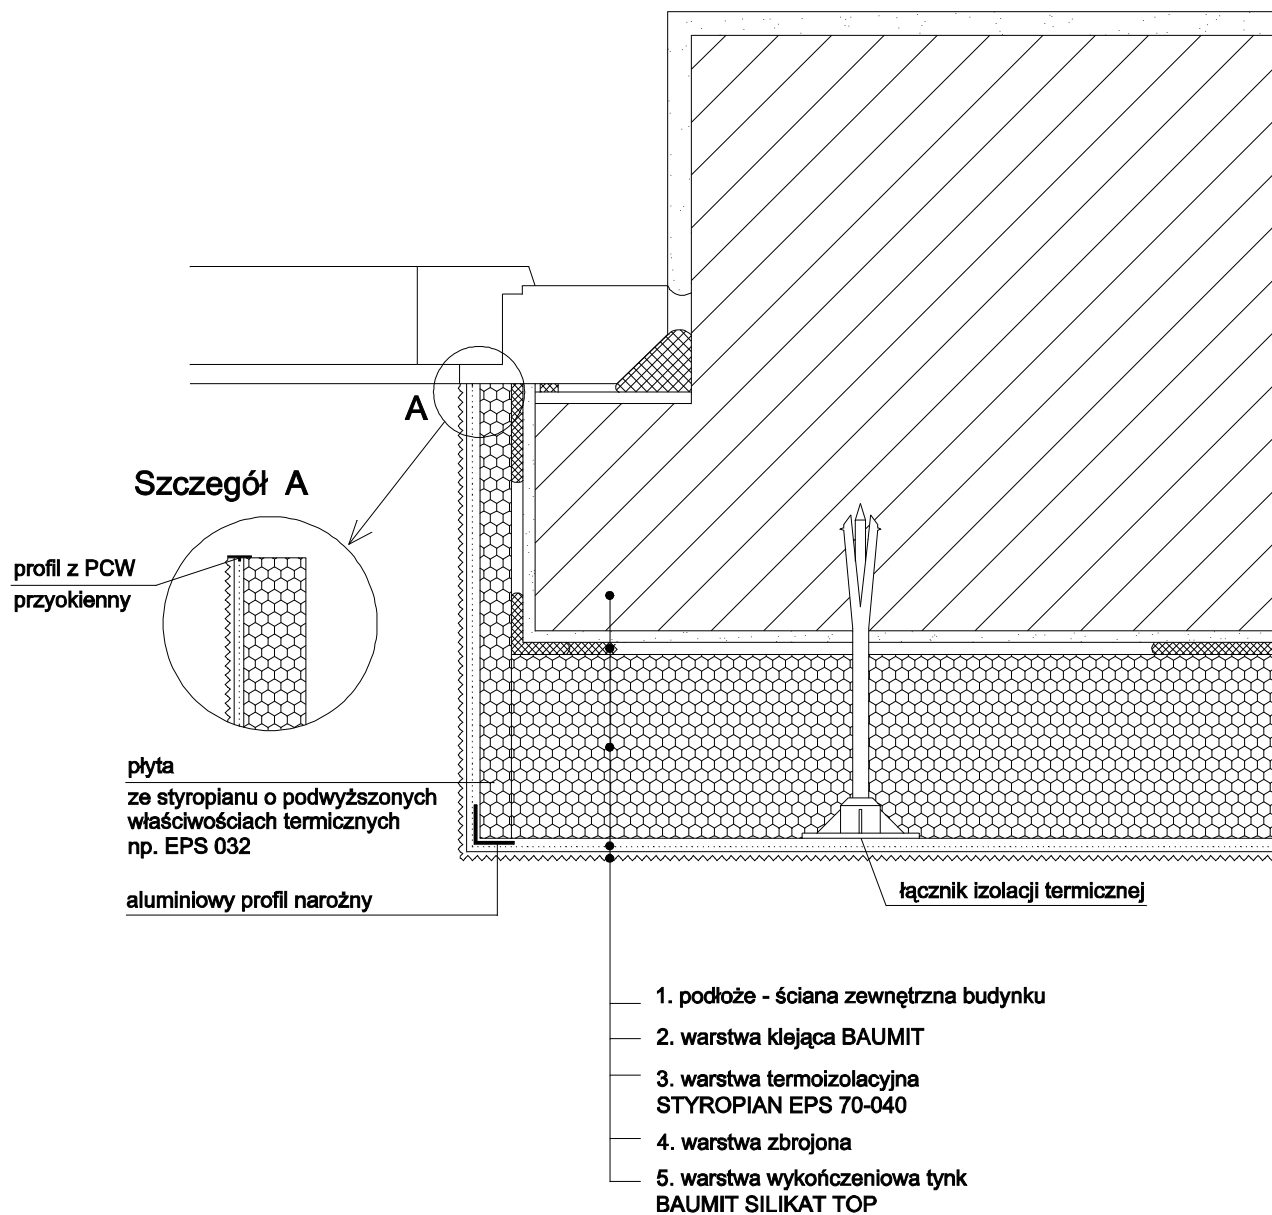 A
Szczegół A
profil z PCW
przyokienny
płyta
ze styropianu o podwyższonych
właściwościach termicznych
np. EPS 032
aluminiowy profil narożny
łącznik izolacji termicznej
1. podłoże - ściana zewnętrzna budynku
2. warstwa klejąca BAUMIT
3. warstwa termoizolacyjna
STYROPIAN EPS 70-040
4. warstwa zbrojona
5. warstwa wykończeniowa tynk
BAUMIT SILIKAT TOP